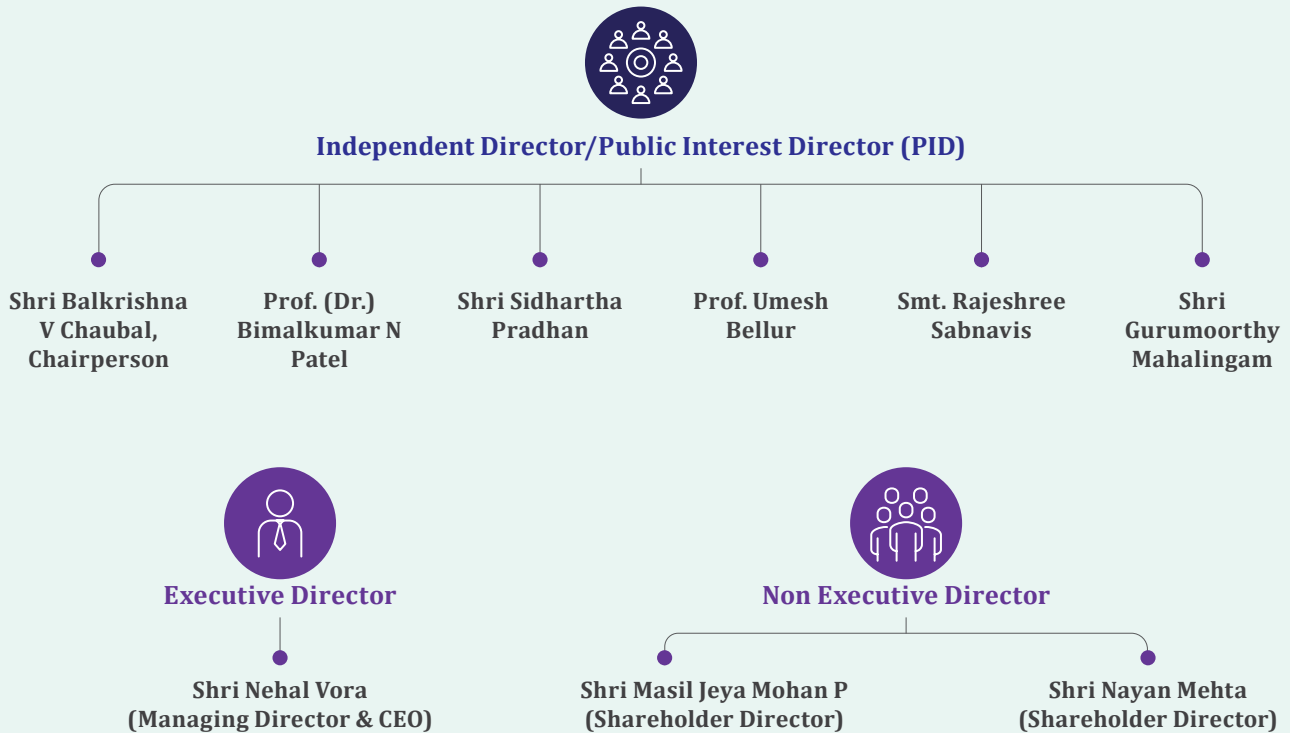 Independent Director/Public Interest Director (PID)
Shri Balkrishna
V Chaubal,
Chairperson
Prof. (Dr.)
Bimalkumar N
Patel
Shri Sidhartha
Pradhan
Prof. Umesh
Bellur
Smt. Rajeshree
Sabnavis
Shri
Gurumoorthy
Mahalingam
Executive Director
Shri Nehal Vora
(Managing Director & CEO)
Non Executive Director
Shri Masil Jeya Mohan P
(Shareholder Director)
Shri Nayan Mehta
(Shareholder Director)